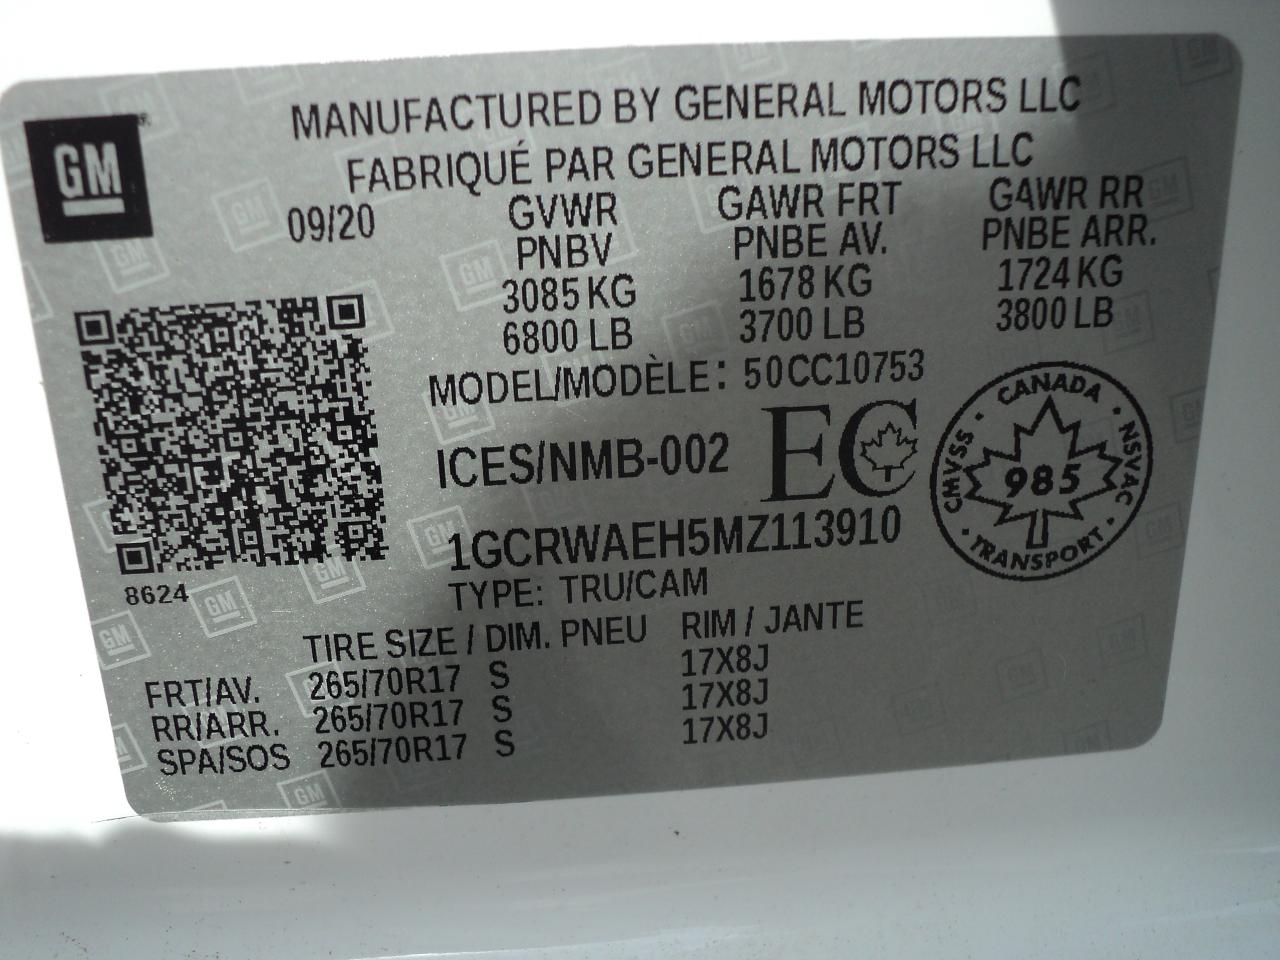 GM
MANUFACTURED BY GENERAL MOTORS LLC
FABRIQUÉ PAR GENERAL MOTORS LLC
09/20 GVWR GAWR FRT GAWR RR
PNBV PNBE AV. PNBE ARR.
3085 KG 1678 KG 1724 KG
6800 LB 3700 LB 3800 LB
MODEL/MODÈLE: 50CC10753
ICES/NMB-002 EC
CANADA
CMVSS 985 NSVAC
TRANSPORT
1GCRWAEH5MZ113910
8624
TYPE: TRU/CAM
TIRE SIZE / DIM. PNEU RIM / JANTE
FRT/AV. 265/70R17 S 17X8J
RR/ARR. 265/70R17 S 17X8J
SPA/SOS 265/70R17 S 17X8J